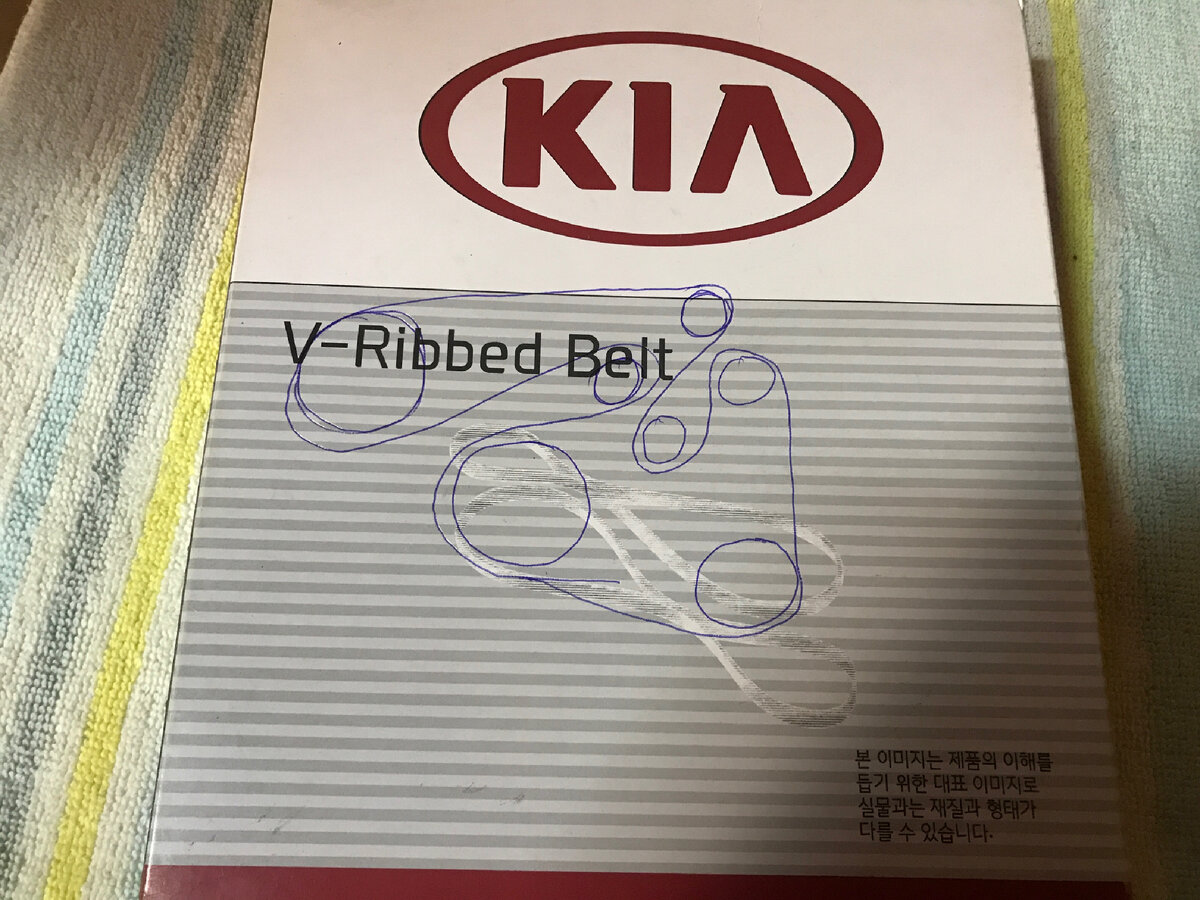 KIA
V-Ribbed Belt
본 이미지는 제품의 이해를
돕기 위한 대표 이미지로
실물과는 재질과 형태가
다를 수 있습니다.